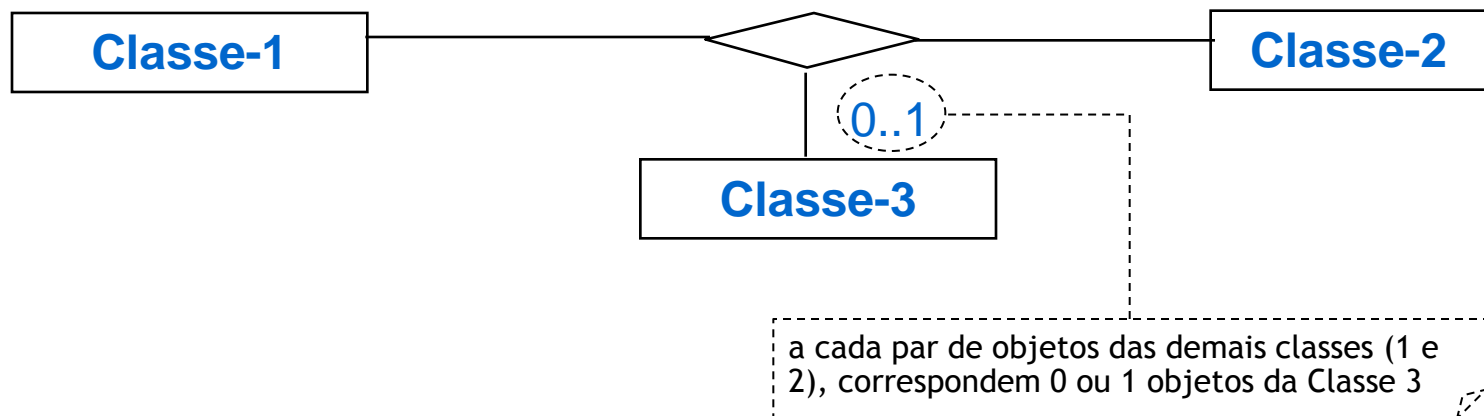 Classe-1
Classe-2
0..1
Classe-3
a cada par de objetos das demais classes (1 e
2), correspondem 0 ou 1 objetos da Classe 3